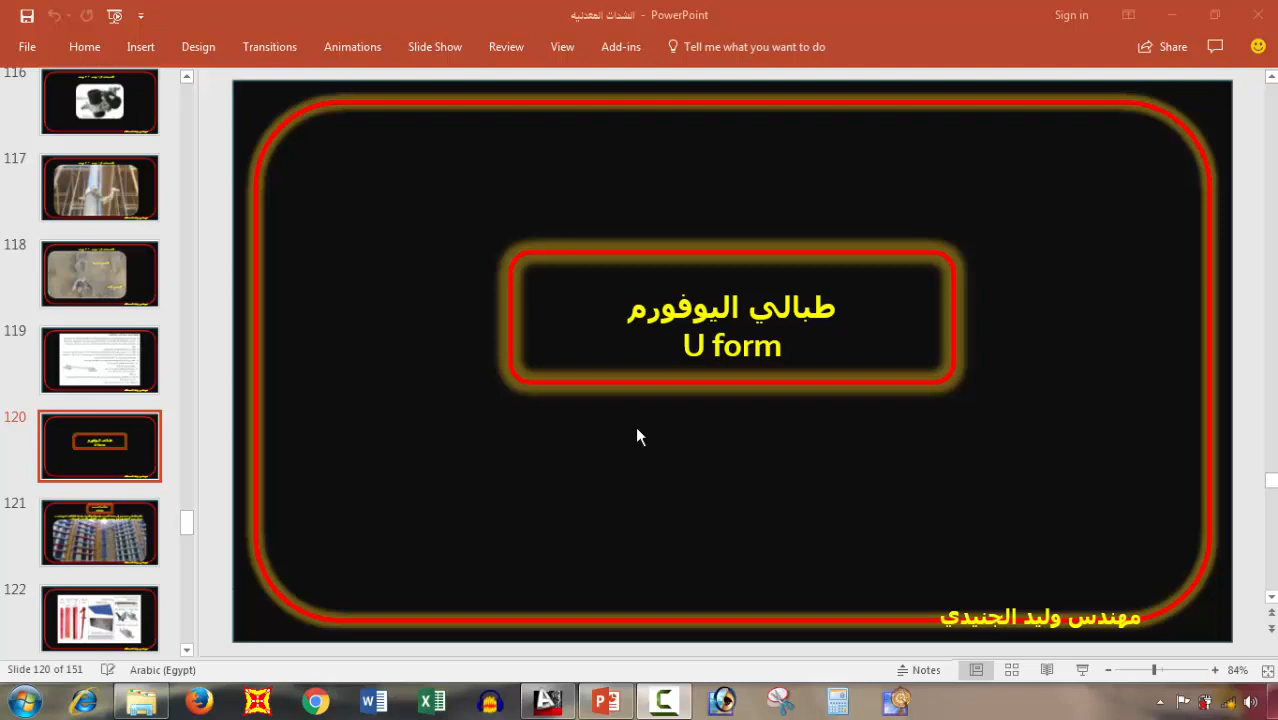 الشدات المعدنيه - PowerPoint
Sign in
File Home Insert Design Transitions Animations Slide Show Review View Add-ins Tell me what you want to do Share
116
117
118
119
120
121
122
طبالي اليوفورم
U form
مهندس وليد الجنيدي
Slide 120 of 151 Arabic (Egypt) Notes 84%